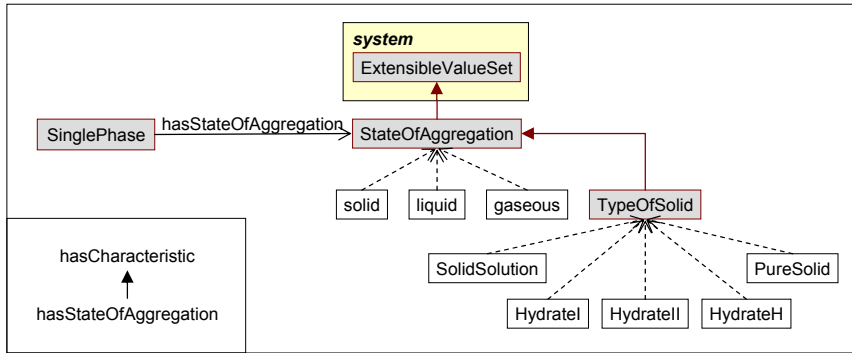 system
ExtensibleValueSet
SinglePhase
hasStateOfAggregation
StateOfAggregation
solid
liquid
gaseous
TypeOfSolid
SolidSolution
PureSolid
HydrateI
HydrateII
HydrateH
hasCharacteristic
hasStateOfAggregation